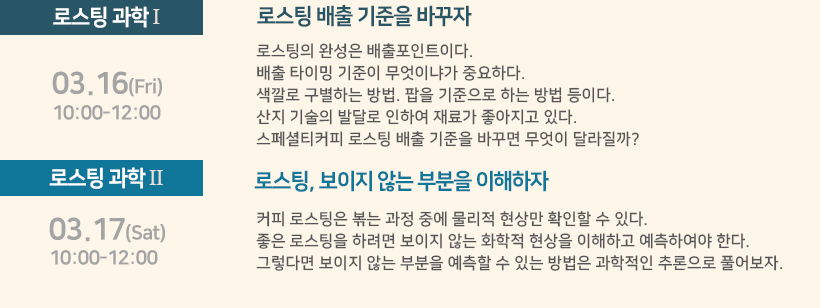 로스팅 과학 I
로스팅 배출 기준을 바꾸자
03.16(Fri)
10:00-12:00
로스팅의 완성은 배출포인트이다.
배출 타이밍 기준이 무엇이냐가 중요하다.
색깔로 구별하는 방법. 팝을 기준으로 하는 방법 등이다.
산지 기술의 발달로 인하여 재료가 좋아지고 있다.
스페셜티커피 로스팅 배출 기준을 바꾸면 무엇이 달라질까?
로스팅 과학 II
로스팅, 보이지 않는 부분을 이해하자
03.17(Sat)
10:00-12:00
커피 로스팅은 볶는 과정 중에 물리적 현상만 확인할 수 있다.
좋은 로스팅을 하려면 보이지 않는 화학적 현상을 이해하고 예측하여야 한다.
그렇다면 보이지 않는 부분을 예측할 수 있는 방법은 과학적인 추론으로 풀어보자.